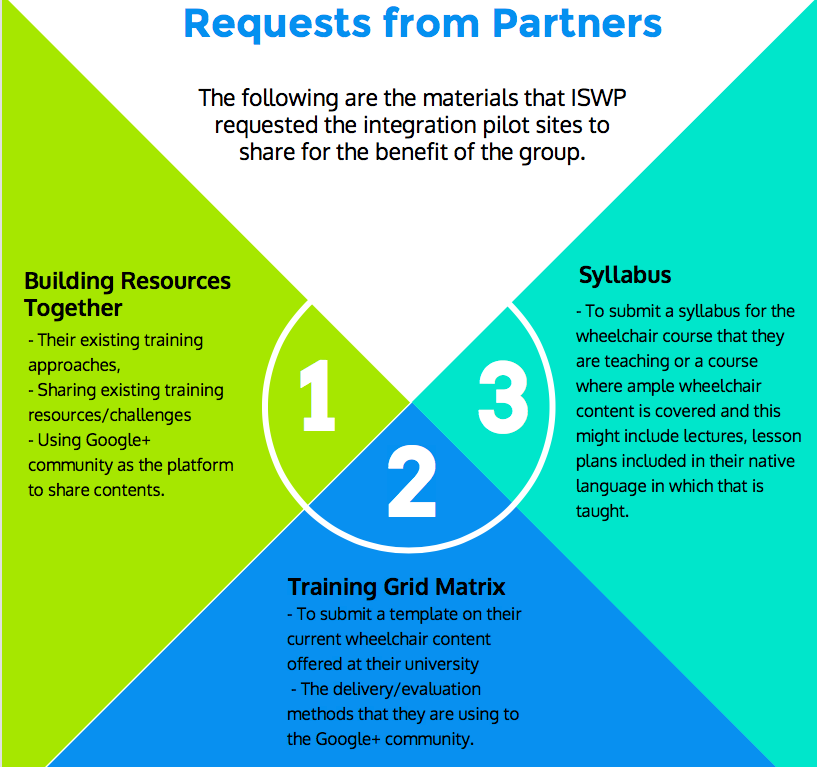 Requests from Partners
The following are the materials that ISWP
requested the integration pilot sites to
share for the benefit of the group.
Building Resources
Together
- Their existing training
approaches,
- Sharing existing training
resources/challenges
- Using Google+
community as the platform
to share contents.
1
2
3
Training Grid Matrix
- To submit a template on their
current wheelchair content
offered at their university
- The delivery/evaluation
methods that they are using to
the Google+ community.
Syllabus
- To submit a syllabus for the
wheelchair course that they
are teaching or a course
where ample wheelchair
content is covered and this
might include lectures, lesson
plans included in their native
language in which that is
taught.